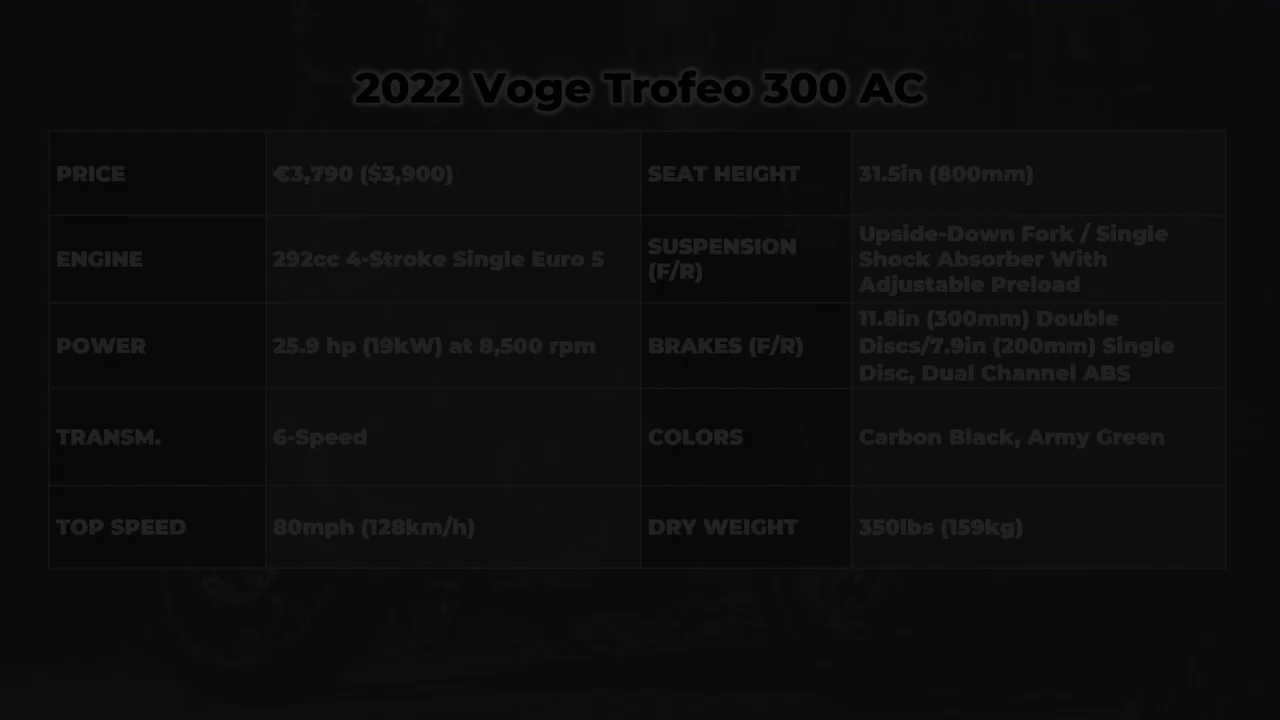 2022 Voge Trofeo 300 AC
PRICE
€3,790 ($3,900)
SEAT HEIGHT
31.5in (800mm)
ENGINE
292cc 4-Stroke Single Euro 5
SUSPENSION
(F/R)
Upside-Down Fork / Single
Shock Absorber With
Adjustable Preload
POWER
25.9 hp (19kW) at 8,500 rpm
BRAKES (F/R)
11.8in (300mm) Double
Discs/7.9in (200mm) Single
Disc, Dual Channel ABS
TRANSM.
6-Speed
COLORS
Carbon Black, Army Green
TOP SPEED
80mph (128km/h)
DRY WEIGHT
350lbs (159kg)